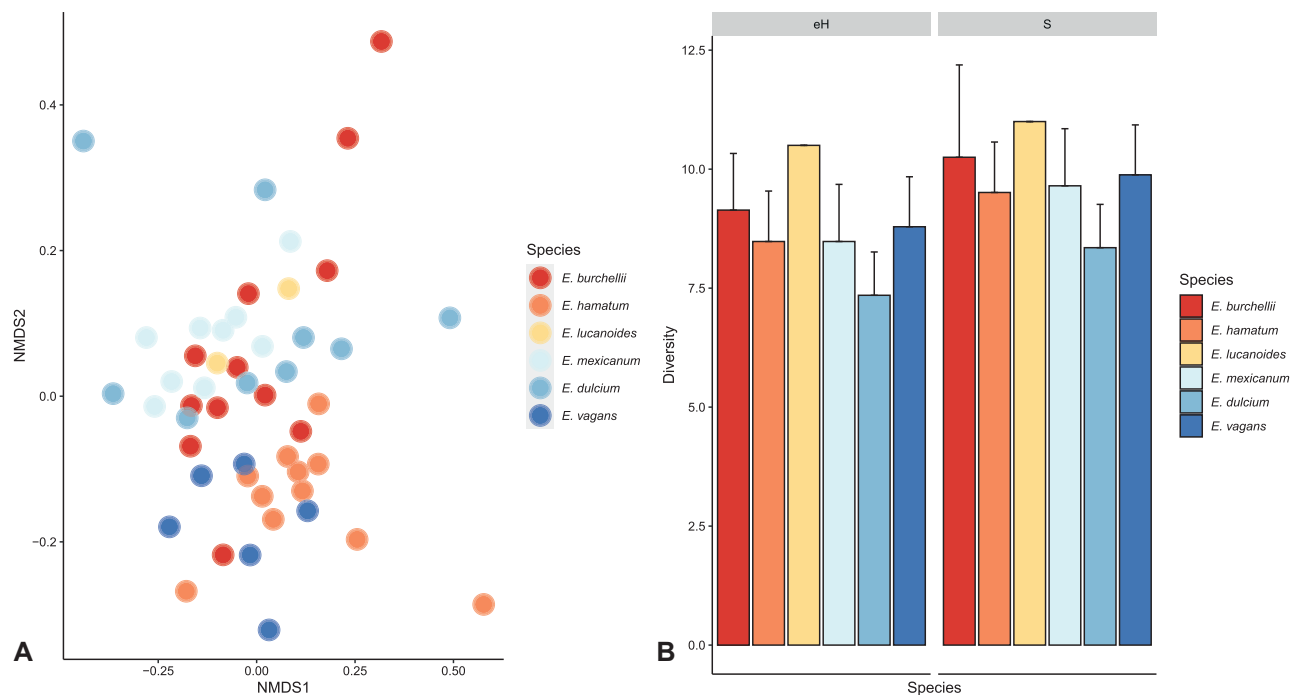 0.4
0.2
0.0
−0.2
NMDS2
−0.25
0.00
0.25
0.50
NMDS1
A
Species
E. burchellii
E. hamatum
E. lucanoides
E. mexicanum
E. dulcium
E. vagans
eH
S
12.5
10.0
7.5
5.0
2.5
0.0
Diversity
Species
B
Species
E. burchellii
E. hamatum
E. lucanoides
E. mexicanum
E. dulcium
E. vagans